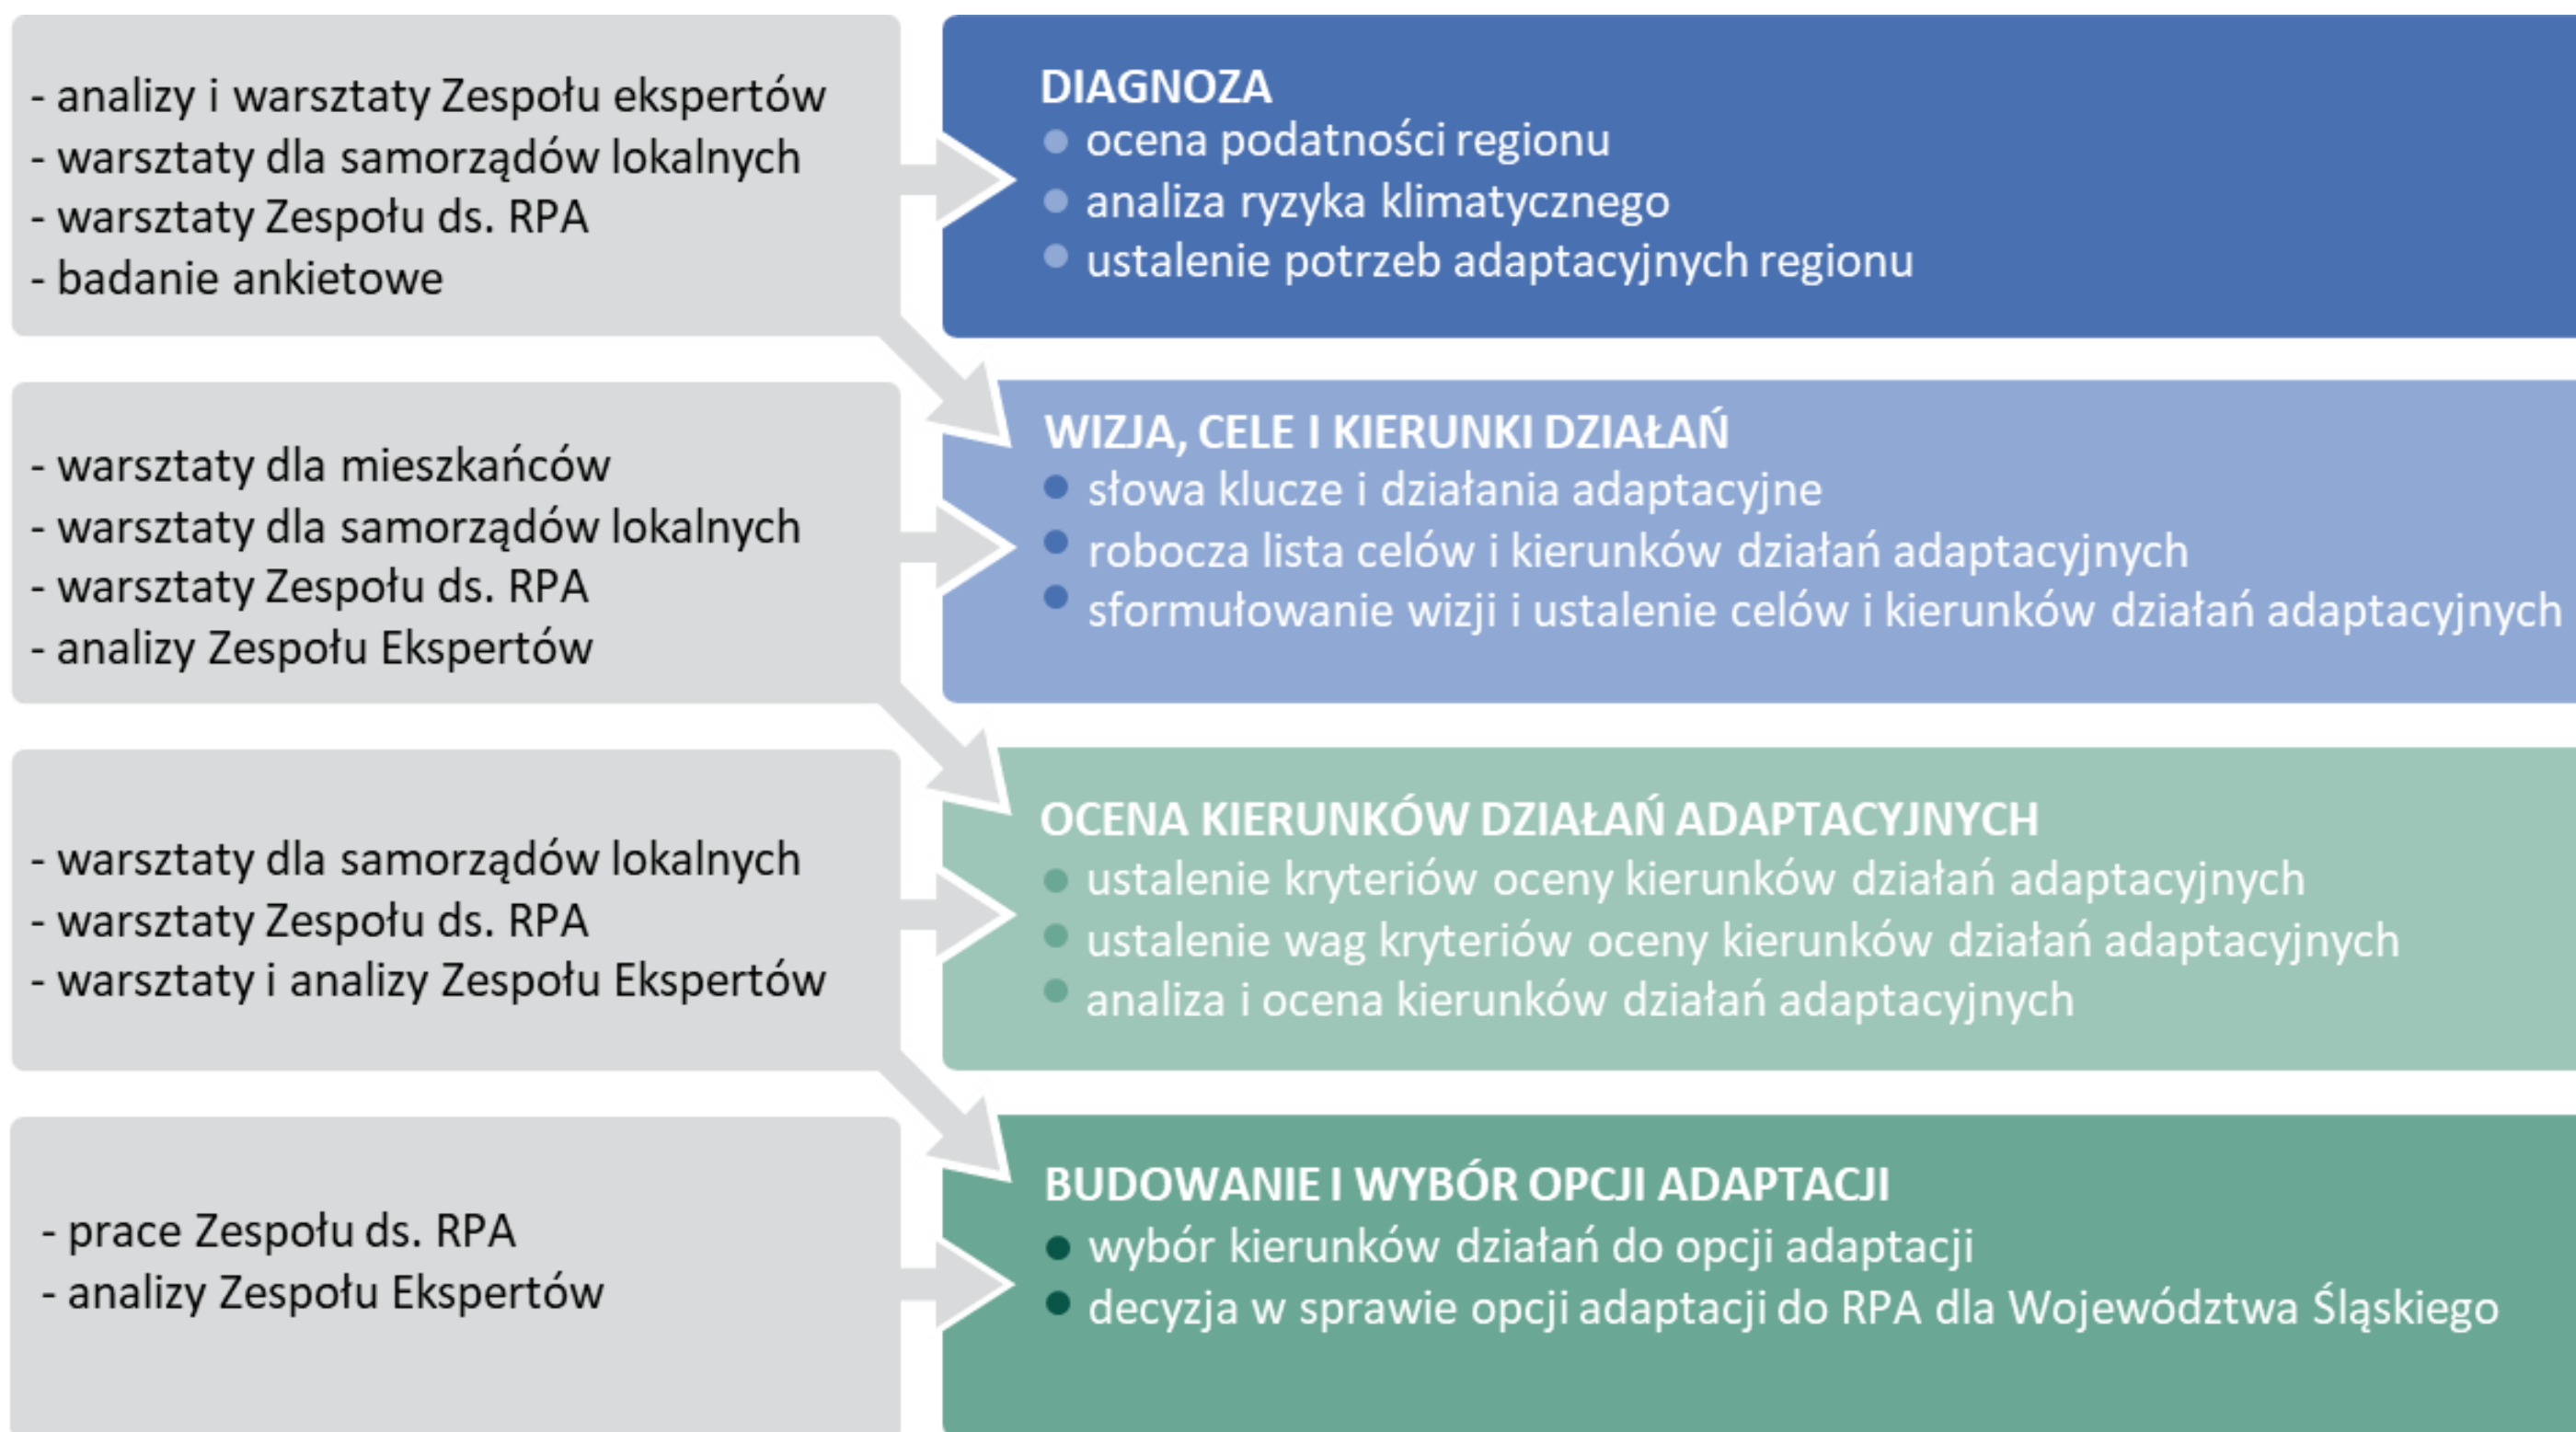 - analizy i warsztaty Zespołu ekspertów
- warsztaty dla samorządów lokalnych
- warsztaty Zespołu ds. RPA
- badanie ankietowe
DIAGNOZA
ocena podatności regionu
analiza ryzyka klimatycznego
ustalenie potrzeb adaptacyjnych regionu
- warsztaty dla mieszkańców
- warsztaty dla samorządów lokalnych
- warsztaty Zespołu ds. RPA
- analizy Zespołu Ekspertów
WIZJA, CELE I KIERUNKI DZIAŁAŃ
słowa klucze i działania adaptacyjne
robocza lista celów i kierunków działań adaptacyjnych
sformułowanie wizji i ustalenie celów i kierunków działań adaptacyjnych
- warsztaty dla samorządów lokalnych
- warsztaty Zespołu ds. RPA
- warsztaty i analizy Zespołu Ekspertów
OCENA KIERUNKÓW DZIAŁAŃ ADAPTACYJNYCH
ustalenie kryteriów oceny kierunków działań adaptacyjnych
ustalenie wag kryteriów oceny kierunków działań adaptacyjnych
analiza i ocena kierunków działań adaptacyjnych
- prace Zespołu ds. RPA
- analizy Zespołu Ekspertów
BUDOWANIE I WYBÓR OPCJI ADAPTACJI
wybór kierunków działań do opcji adaptacji
decyzja w sprawie opcji adaptacji do RPA dla Województwa Śląskiego